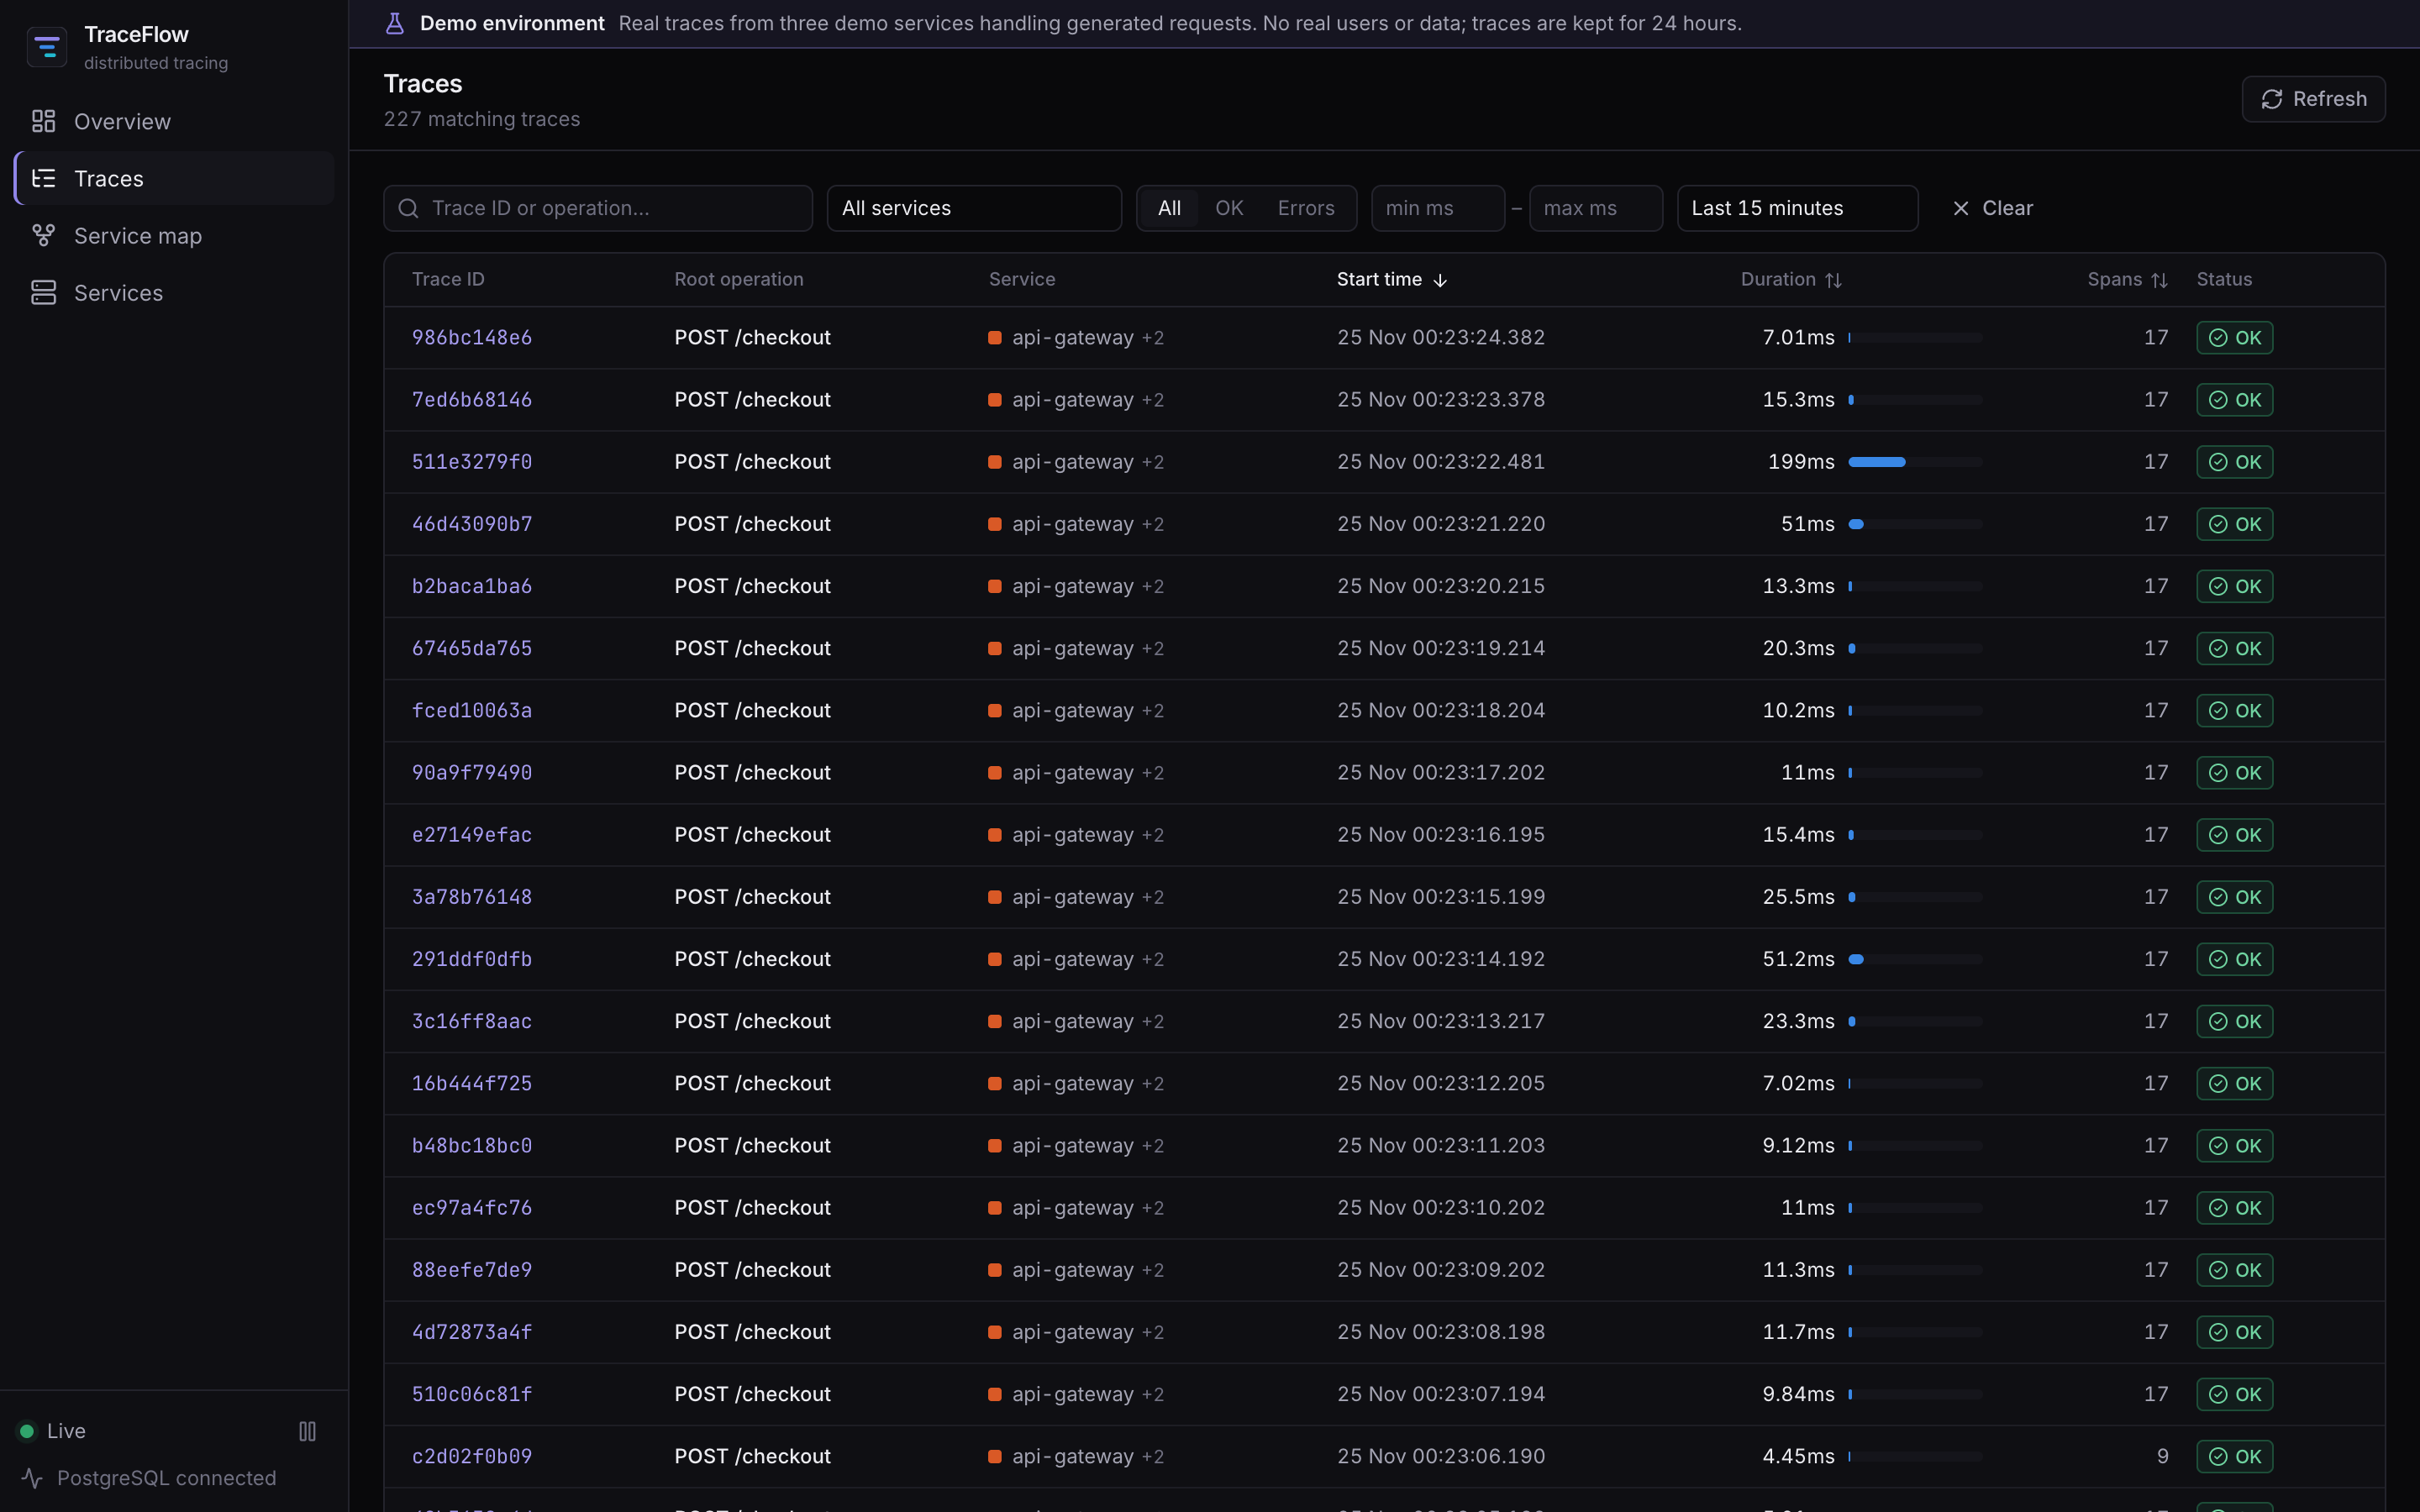 TraceFlow
distributed tracing
Overview
Traces
Service map
Services
Live
PostgreSQL connected
Demo environment Real traces from three demo services handling generated requests. No real users or data; traces are kept for 24 hours.
Traces
227 matching traces
Refresh
Trace ID or operation... All services All OK Errors min ms – max ms Last 15 minutes Clear
Trace ID Root operation Service Start time Duration Spans Status
986bc148e6 POST /checkout api-gateway +2 25 Nov 00:23:24.382 7.01ms 17 OK
7ed6b68146 POST /checkout api-gateway +2 25 Nov 00:23:23.378 15.3ms 17 OK
511e3279f0 POST /checkout api-gateway +2 25 Nov 00:23:22.481 199ms 17 OK
46d43090b7 POST /checkout api-gateway +2 25 Nov 00:23:21.220 51ms 17 OK
b2baca1ba6 POST /checkout api-gateway +2 25 Nov 00:23:20.215 13.3ms 17 OK
67465da765 POST /checkout api-gateway +2 25 Nov 00:23:19.214 20.3ms 17 OK
fced10063a POST /checkout api-gateway +2 25 Nov 00:23:18.204 10.2ms 17 OK
90a9f79490 POST /checkout api-gateway +2 25 Nov 00:23:17.202 11ms 17 OK
e27149efac POST /checkout api-gateway +2 25 Nov 00:23:16.195 15.4ms 17 OK
3a78b76148 POST /checkout api-gateway +2 25 Nov 00:23:15.199 25.5ms 17 OK
291ddf0dfb POST /checkout api-gateway +2 25 Nov 00:23:14.192 51.2ms 17 OK
3c16ff8aac POST /checkout api-gateway +2 25 Nov 00:23:13.217 23.3ms 17 OK
16b444f725 POST /checkout api-gateway +2 25 Nov 00:23:12.205 7.02ms 17 OK
b48bc18bc0 POST /checkout api-gateway +2 25 Nov 00:23:11.203 9.12ms 17 OK
ec97a4fc76 POST /checkout api-gateway +2 25 Nov 00:23:10.202 11ms 17 OK
88eefe7de9 POST /checkout api-gateway +2 25 Nov 00:23:09.202 11.3ms 17 OK
4d72873a4f POST /checkout api-gateway +2 25 Nov 00:23:08.198 11.7ms 17 OK
510c06c81f POST /checkout api-gateway +2 25 Nov 00:23:07.194 9.84ms 17 OK
c2d02f0b09 POST /checkout api-gateway +2 25 Nov 00:23:06.190 4.45ms 9 OK